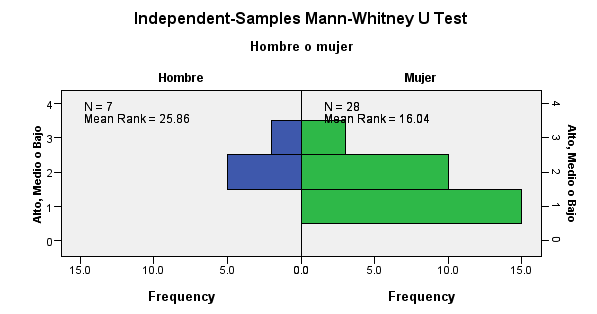 Independent-Samples Mann-Whitney U Test
Hombre o mujer
Hombre
Mujer
N = 7
Mean Rank = 25.86
N = 28
Mean Rank = 16.04
Alto, Medio o Bajo
4
3
2
1
0
4
3
2
1
0
Alto, Medio o Bajo
15.0 10.0 5.0 0.0 5.0 10.0 15.0
Frequency
Frequency